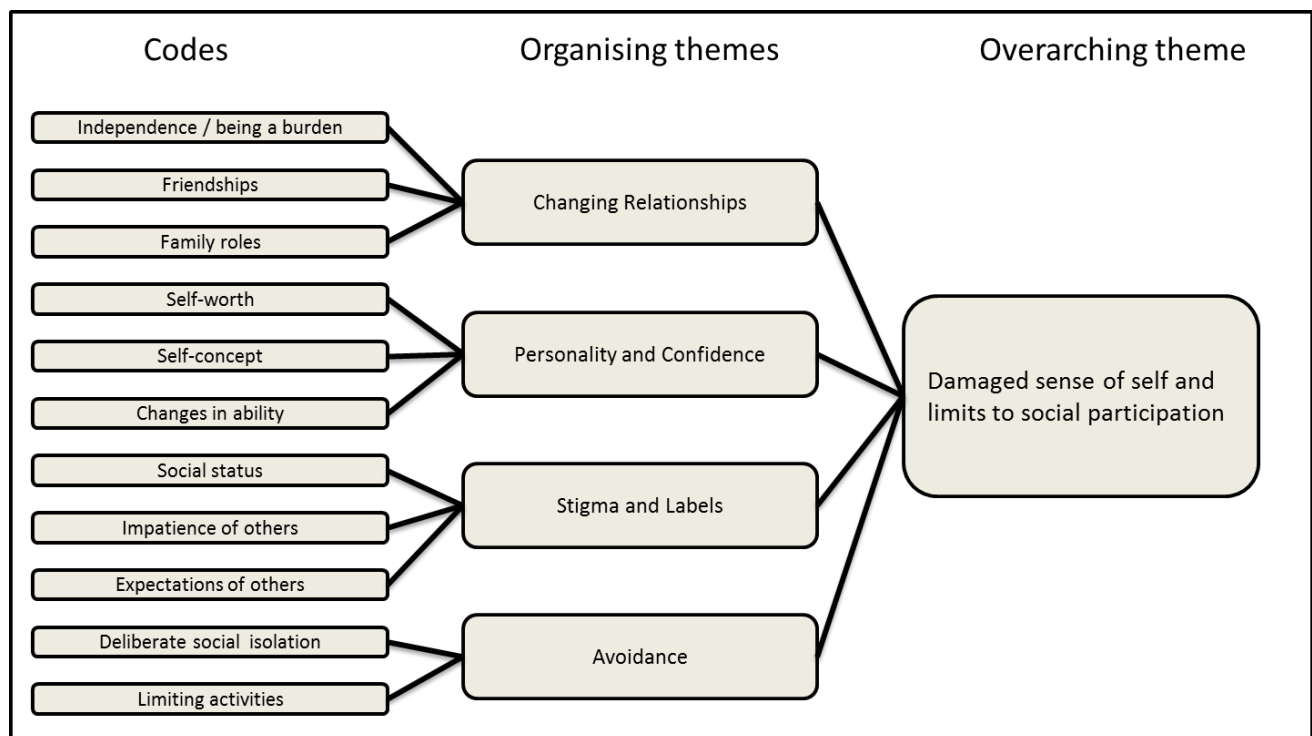 Codes
Organising themes
Overarching theme
Independence / being a burden
Friendships
Family roles
Self-worth
Self-concept
Changes in ability
Social status
Impatience of others
Expectations of others
Deliberate social isolation
Limiting activities
Changing Relationships
Personality and Confidence
Stigma and Labels
Avoidance
Damaged sense of self and
limits to social participation